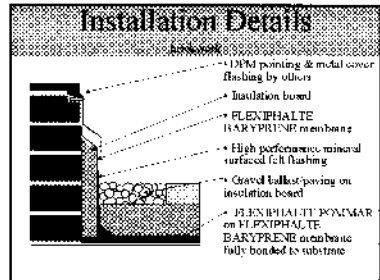 Installation Details
DPM pointing & metal cover
flashing by others
Insulation board
FLEXIPHALTE
BARYPRENE membrane
High performance mineral
surfaced felt flashing
Gravel ballast/paving on
insulation board
FLEXIPHALTE POMMAR
on FLEXIPHALTE
BARYPRENE membrane
fully bonded to substrate